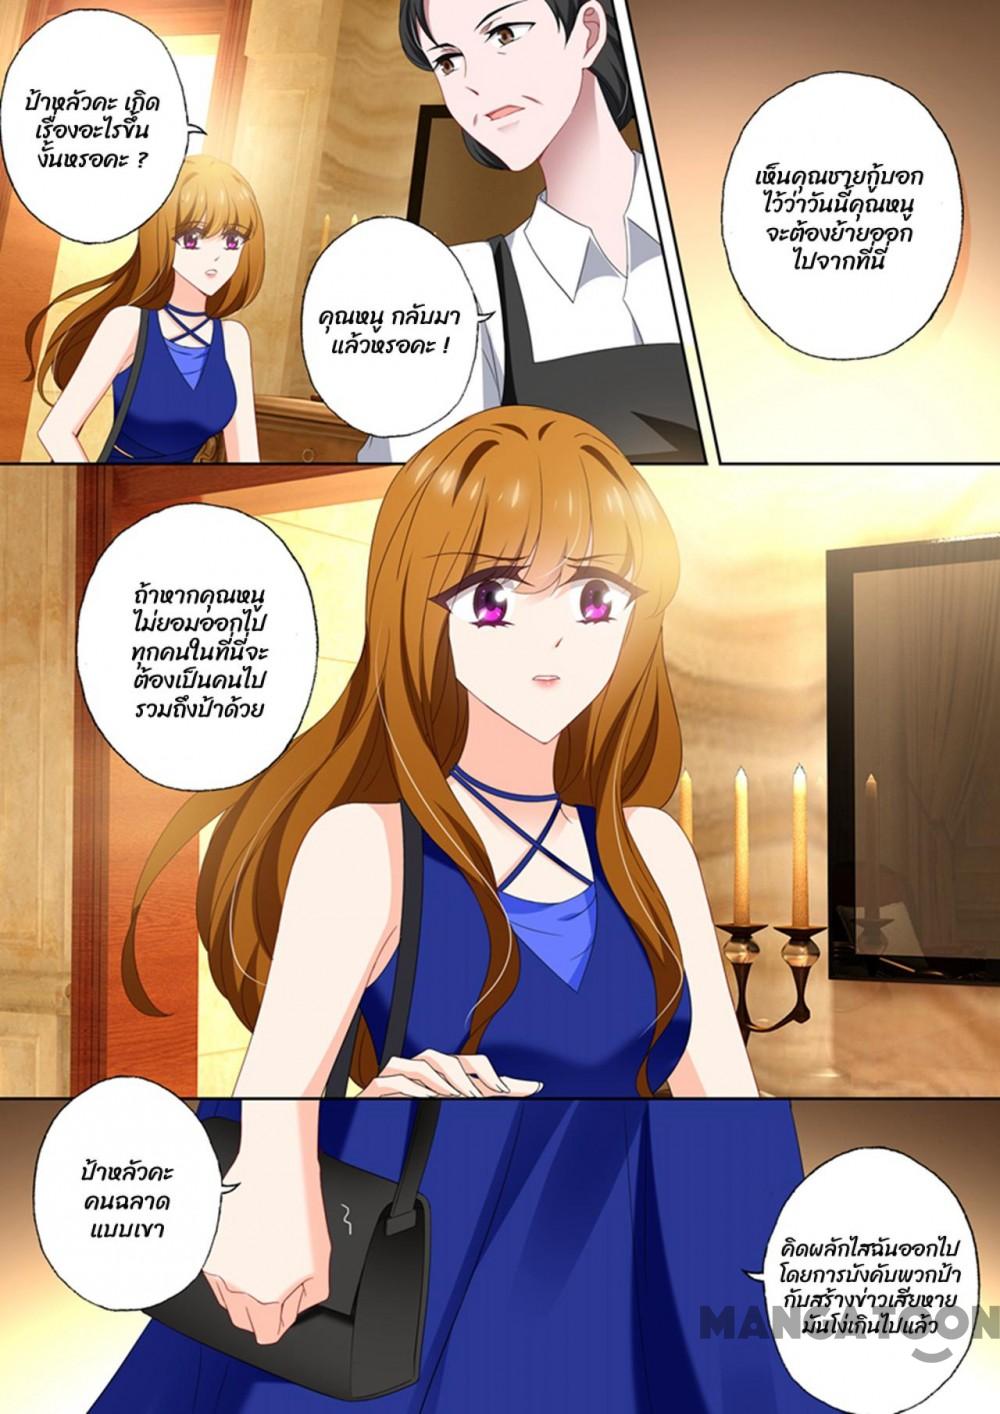 ป้าหลัวคะ เกิด
เรื่องอะไรขึ้น
งั้นหรอคะ ?
คุณหนู กลับมา
แล้วหรอคะ !
เห็นคุณชายกู้บอก
ไว้ว่าวันนี้คุณหนู
จะต้องย้ายออก
ไปจากที่นี่
ถ้าหากคุณหนู
ไม่ยอมออกไป
ทุกคนในที่นี่จะ
ต้องเป็นคนไป
รวมถึงป้าด้วย
ป้าหลัวคะ
คนฉลาด
แบบเขา
คิดผลักไสฉันออกไป
โดยการบังคับพวกป้า
กับสร้างข่าวเสียหาย
มันโง่เกินไปแล้ว
MANGATOON